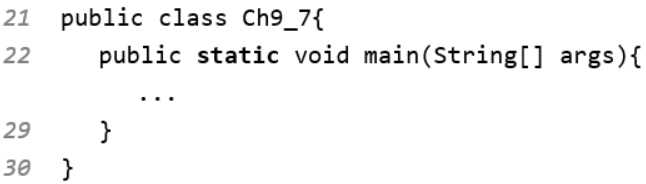 21 public class Ch9_7{
22 public static void main(String[] args){
...
29 }
30 }